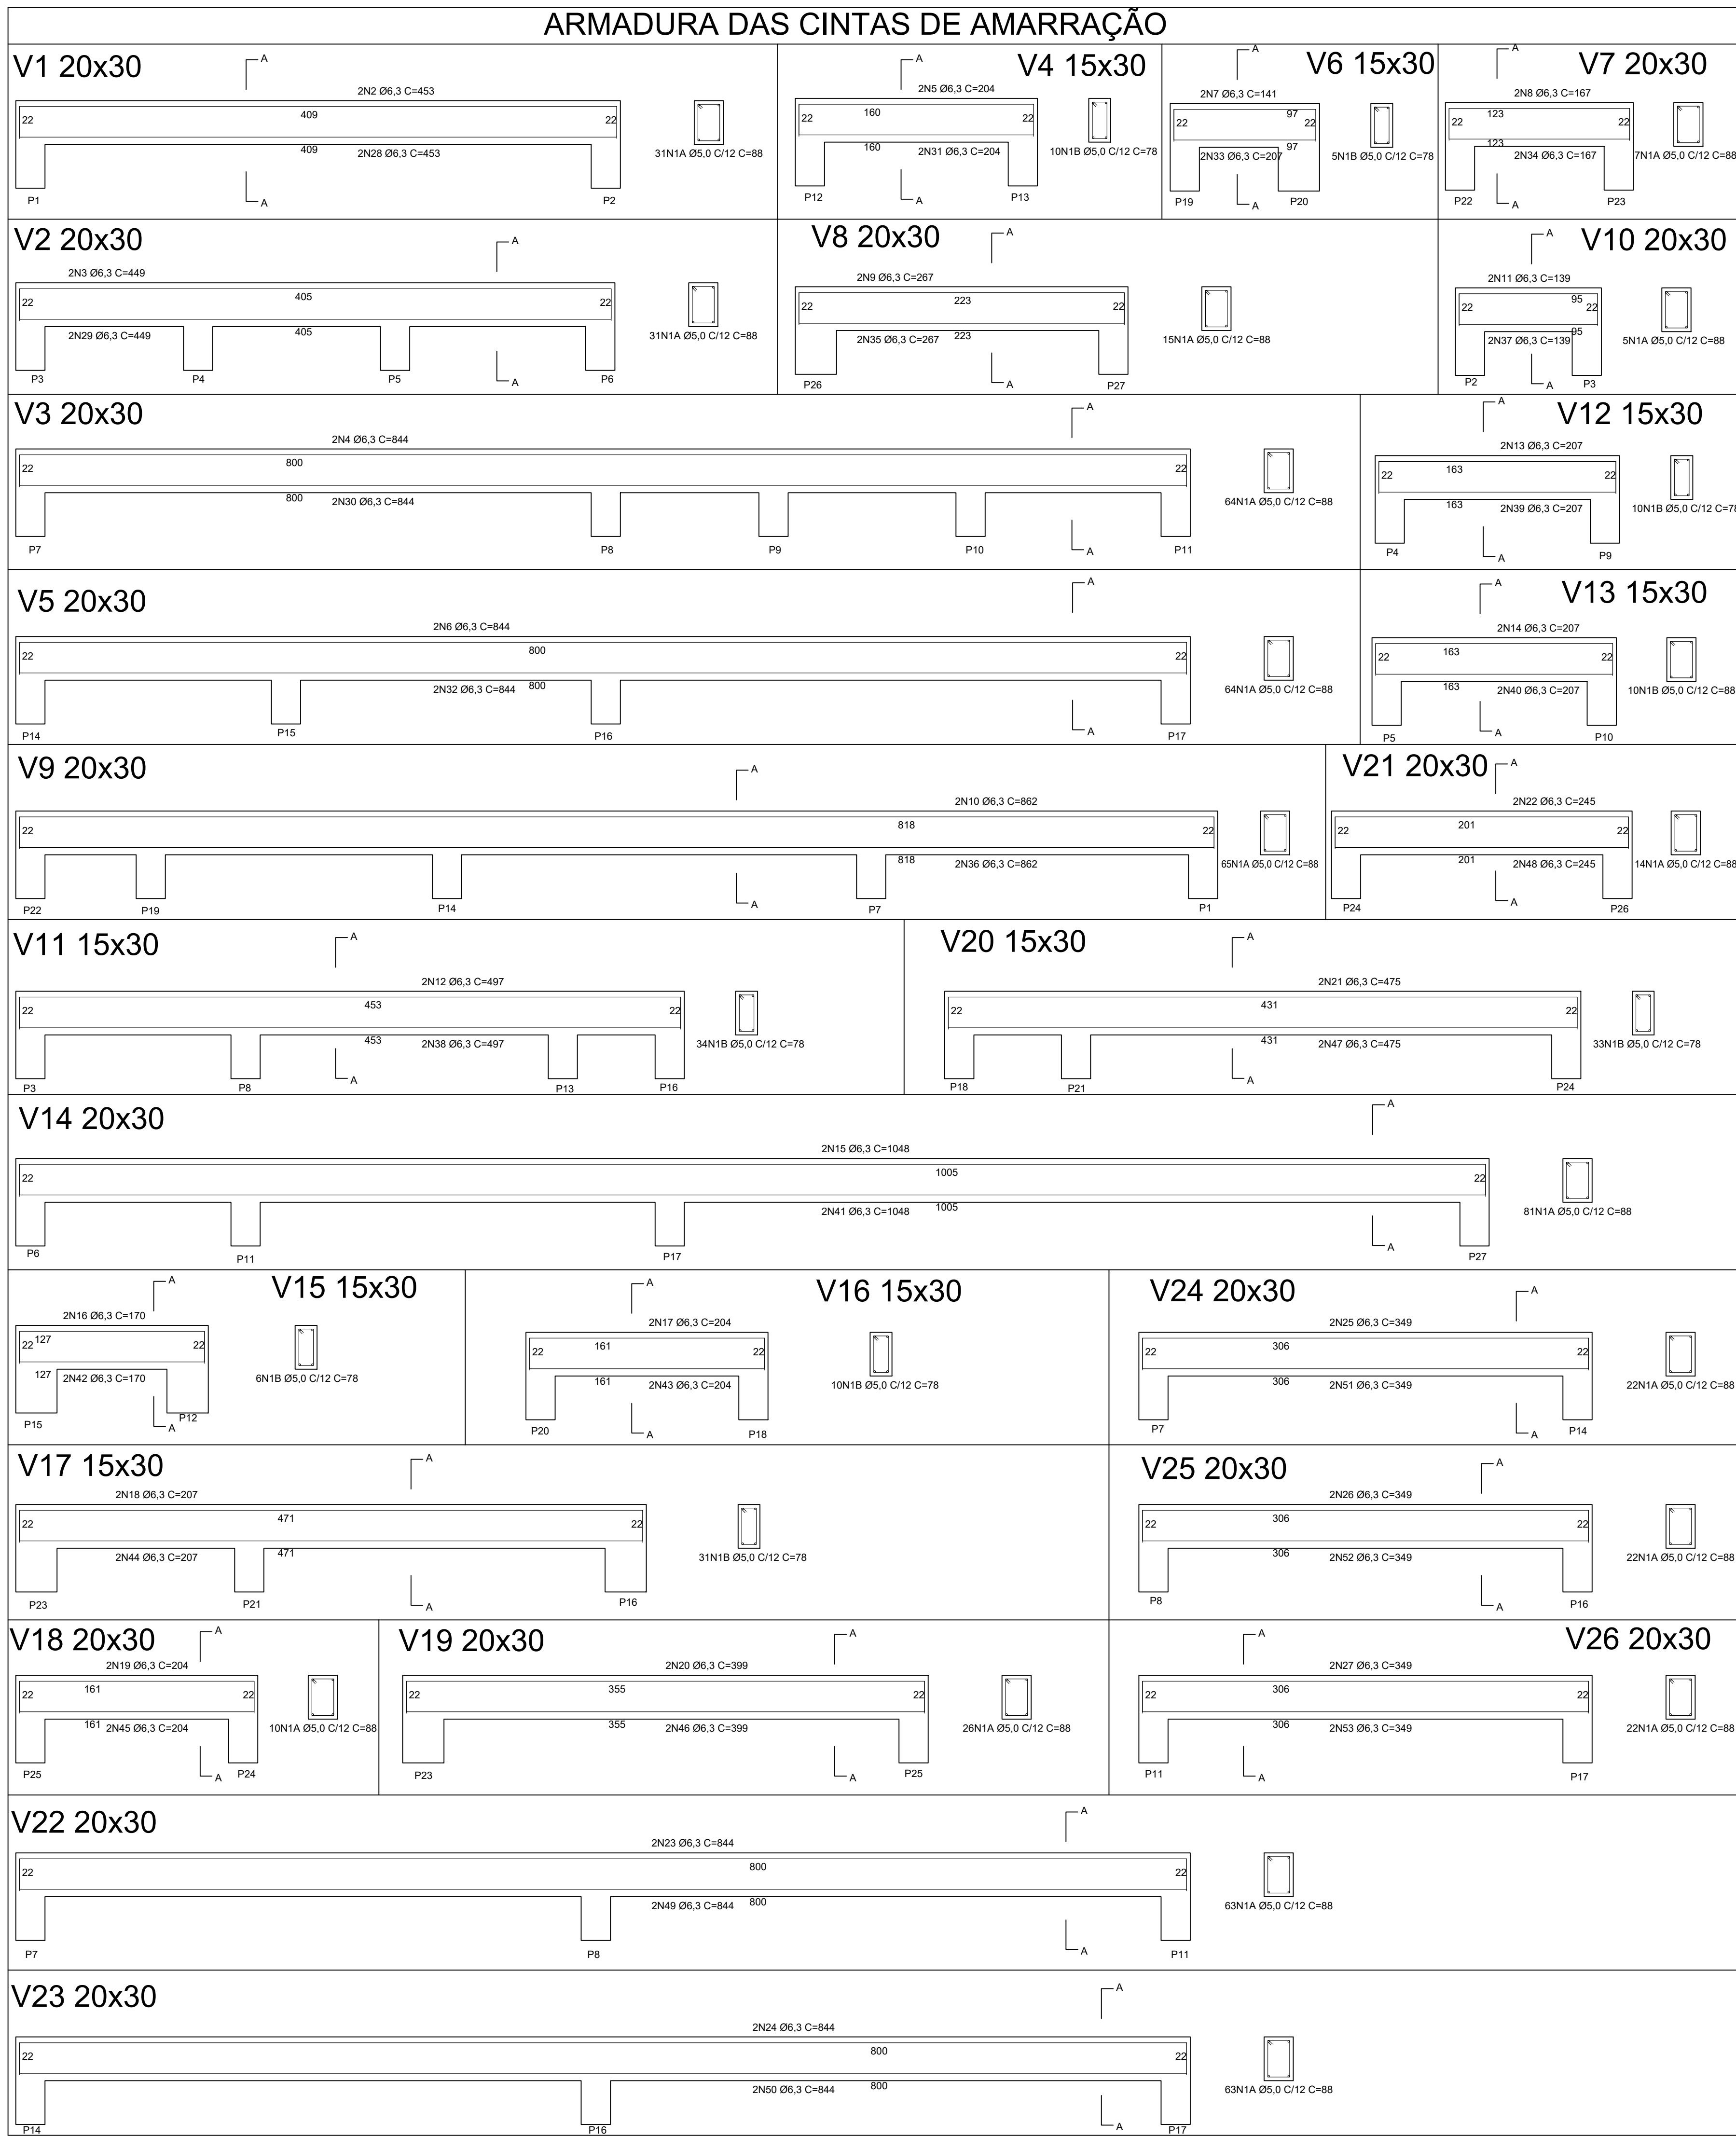 ARMADURA DAS CINTAS DE AMARRAÇÃO
V1 20x30
A
2N2 Ø6,3 C=453
22
409
22
409
2N28 Ø6,3 C=453
31N1A Ø5,0 C/12 C=88
P1
A
P2
V4 15x30
A
2N5 Ø6,3 C=204
22
160
22
160
2N31 Ø6,3 C=204
10N1B Ø5,0 C/12 C=78
P12
A
P13
V6 15x30
A
2N7 Ø6,3 C=141
97
22
22
97
2N33 Ø6,3 C=207
5N1B Ø5,0 C/12 C=78
P19
A
P20
V7 20x30
A
2N8 Ø6,3 C=167
123
22
22
123
2N34 Ø6,3 C=167
7N1A Ø5,0 C/12 C=88
P22
A
P23
V2 20x30
A
2N3 Ø6,3 C=449
22
405
22
2N29 Ø6,3 C=449
405
31N1A Ø5,0 C/12 C=88
P3
P4
P5
A
P6
V8 20x30
A
2N9 Ø6,3 C=267
22
223
22
2N35 Ø6,3 C=267
223
15N1A Ø5,0 C/12 C=88
P26
A
P27
V10 20x30
A
2N11 Ø6,3 C=139
95
22
22
95
2N37 Ø6,3 C=139
5N1A Ø5,0 C/12 C=88
P2
A
P3
V3 20x30
A
2N4 Ø6,3 C=844
22
800
22
800
2N30 Ø6,3 C=844
64N1A Ø5,0 C/12 C=88
P7
P8
P9
P10
A
P11
V12 15x30
A
2N13 Ø6,3 C=207
22
163
22
163
2N39 Ø6,3 C=207
10N1B Ø5,0 C/12 C=78
P4
A
P9
V5 20x30
A
2N6 Ø6,3 C=844
22
800
22
2N32 Ø6,3 C=844
800
64N1A Ø5,0 C/12 C=88
P14
P15
P16
A
P17
V13 15x30
A
2N14 Ø6,3 C=207
22
163
22
163
2N40 Ø6,3 C=207
10N1B Ø5,0 C/12 C=88
P5
A
P10
V9 20x30
A
2N10 Ø6,3 C=862
22
818
22
818
2N36 Ø6,3 C=862
65N1A Ø5,0 C/12 C=88
P22
P19
P14
A
P7
P1
V21 20x30
A
2N22 Ø6,3 C=245
22
201
22
201
2N48 Ø6,3 C=245
14N1A Ø5,0 C/12 C=88
P24
A
P26
V11 15x30
A
2N12 Ø6,3 C=497
22
453
22
453
2N38 Ø6,3 C=497
34N1B Ø5,0 C/12 C=78
P3
P8
A
P13
P16
V20 15x30
A
2N21 Ø6,3 C=475
22
431
22
431
2N47 Ø6,3 C=475
33N1B Ø5,0 C/12 C=78
P18
P21
A
P24
V14 20x30
A
2N15 Ø6,3 C=1048
22
1005
22
2N41 Ø6,3 C=1048
1005
81N1A Ø5,0 C/12 C=88
P6
P11
P17
A
P27
V15 15x30
A
2N16 Ø6,3 C=170
22
127
22
127
2N42 Ø6,3 C=170
6N1B Ø5,0 C/12 C=78
P15
A
P12
V16 15x30
A
2N17 Ø6,3 C=204
22
161
22
161
2N43 Ø6,3 C=204
10N1B Ø5,0 C/12 C=78
P20
A
P18
V24 20x30
A
2N25 Ø6,3 C=349
22
306
22
306
2N51 Ø6,3 C=349
22N1A Ø5,0 C/12 C=88
P7
A
P14
V17 15x30
A
2N18 Ø6,3 C=207
22
471
22
2N44 Ø6,3 C=207
471
31N1B Ø5,0 C/12 C=78
P23
P21
A
P16
V25 20x30
A
2N26 Ø6,3 C=349
22
306
22
306
2N52 Ø6,3 C=349
22N1A Ø5,0 C/12 C=88
P8
A
P16
V18 20x30
A
2N19 Ø6,3 C=204
22
161
22
161
2N45 Ø6,3 C=204
10N1A Ø5,0 C/12 C=88
P25
A
P24
V19 20x30
A
2N20 Ø6,3 C=399
22
355
22
355
2N46 Ø6,3 C=399
26N1A Ø5,0 C/12 C=88
P23
A
P25
V26 20x30
A
2N27 Ø6,3 C=349
22
306
22
306
2N53 Ø6,3 C=349
22N1A Ø5,0 C/12 C=88
P11
A
P17
V22 20x30
A
2N23 Ø6,3 C=844
22
800
22
2N49 Ø6,3 C=844
800
63N1A Ø5,0 C/12 C=88
P7
P8
A
P11
V23 20x30
A
2N24 Ø6,3 C=844
22
800
22
2N50 Ø6,3 C=844
800
63N1A Ø5,0 C/12 C=88
P14
P16
A
P17